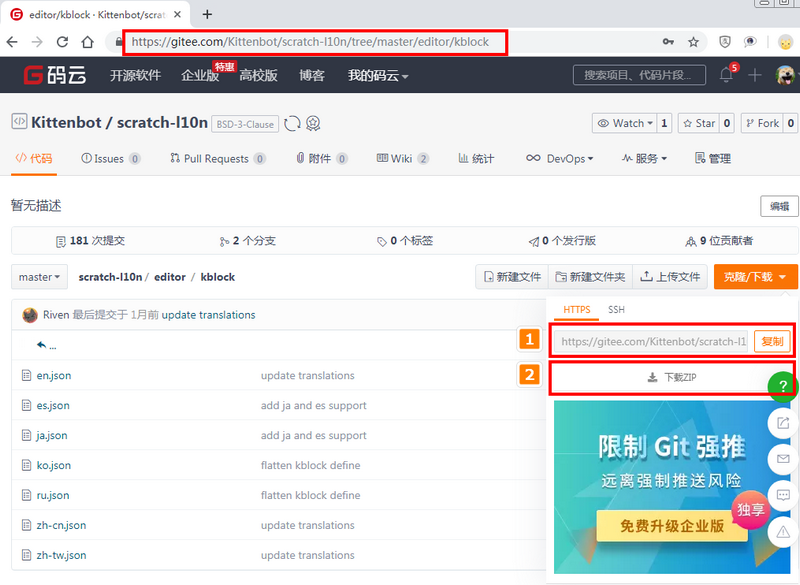 editor/kblock · Kittenbot/scrat
https://gitee.com/Kittenbot/scratch-l10n/tree/master/editor/kblock
G码云 开源软件 企业版 特惠 高校版 博客 我的码云 搜索项目、代码片段... 5
Kittenbot / scratch-l10n BSD-3-Clause Watch 1 Star 0 Fork 0
代码 Issues 0 Pull Requests 0 附件 0 Wiki 2 统计 DevOps 服务 管理
暂无描述 编辑
181 次提交 2 个分支 0 个标签 0 个发行版 9 位贡献者
master scratch-l10n / editor / kblock 新建文件 新建文件夹 上传文件 克隆/下载
Riven 最后提交于 1月前 update translations
HTTPS SSH
...
1 https://gitee.com/Kittenbot/scratch-l1 复制
2 下载ZIP
?
en.json update translations
es.json add ja and es support
ja.json add ja and es support
ko.json flatten kblock define
ru.json flatten kblock define
zh-cn.json update translations
zh-tw.json update translations
限制 Git 强推
远离强制推送风险
独享
免费升级企业版